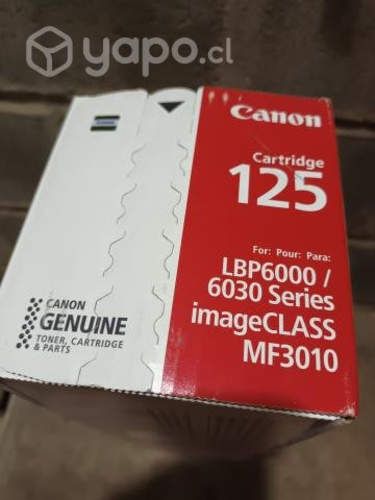 yapo.cl
Canon
Cartridge
125
For: Pour: Para:
LBP6000 /
6030 Series
imageCLASS
MF3010
CANON
GENUINE
TONER, CARTRIDGE
& PARTS